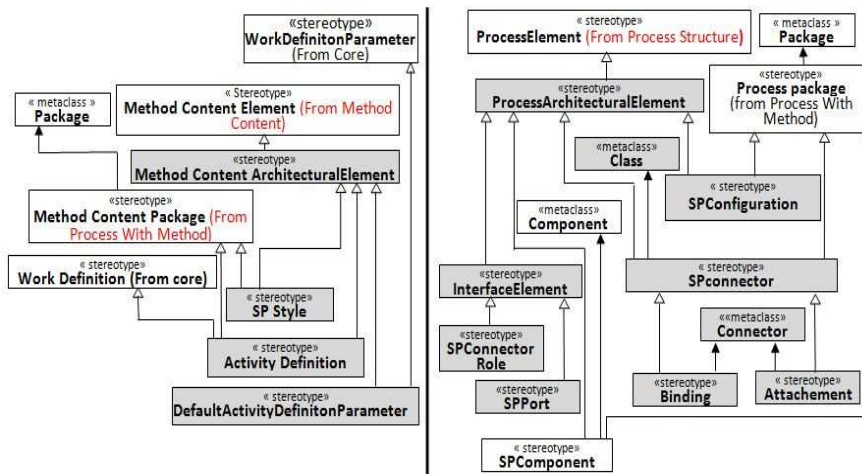 «stereotype»
WorkDefinitonParameter
(From Core)
« metaclass »
Package
« Stereotype»
Method Content Element (From Method
Content)
«stereotype»
Method Content ArchitecturalElement
«stereotype»
Method Content Package (From
Process With Method)
« stereotype»
Work Definition (From core)
« stereotype»
SP Style
« stereotype»
Activity Definition
« stereotype»
DefaultActivityDefinitonParameter
« stereotype»
ProcessElement (From Process Structure)
« metaclass »
Package
«stereotype»
ProcessArchitecturalElement
«stereotype»
Process package
(from Process With
Method)
«metaclass»
Class
« stereotype»
SPConfiguration
«metaclass»
Component
«stereotype»
InterfaceElement
« stereotype»
SPconnector
««metaclass»
Connector
«stereotype»
SPConnector
Role
«stereotype»
SPPort
«stereotype»
Binding
« stereotype»
Attachement
« stereotype»
SPComponent